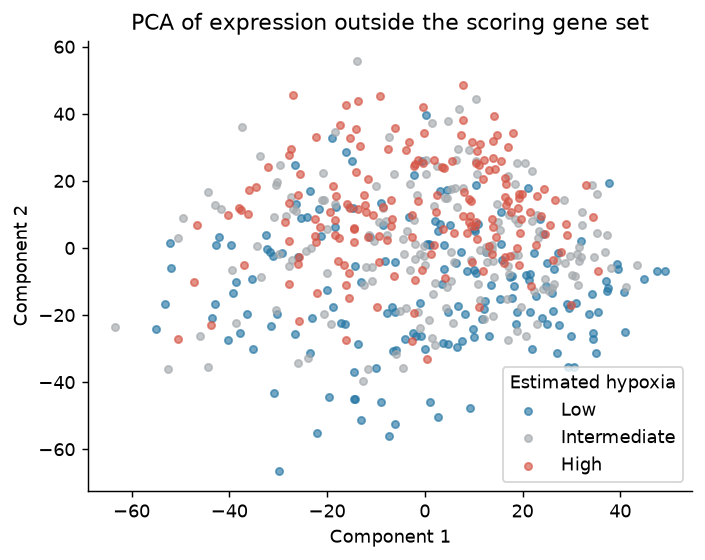 PCA of expression outside the scoring gene set
60
40
20
0
−20
−40
−60
Component 2
Estimated hypoxia
Low
Intermediate
High
−60 −40 −20 0 20 40
Component 1